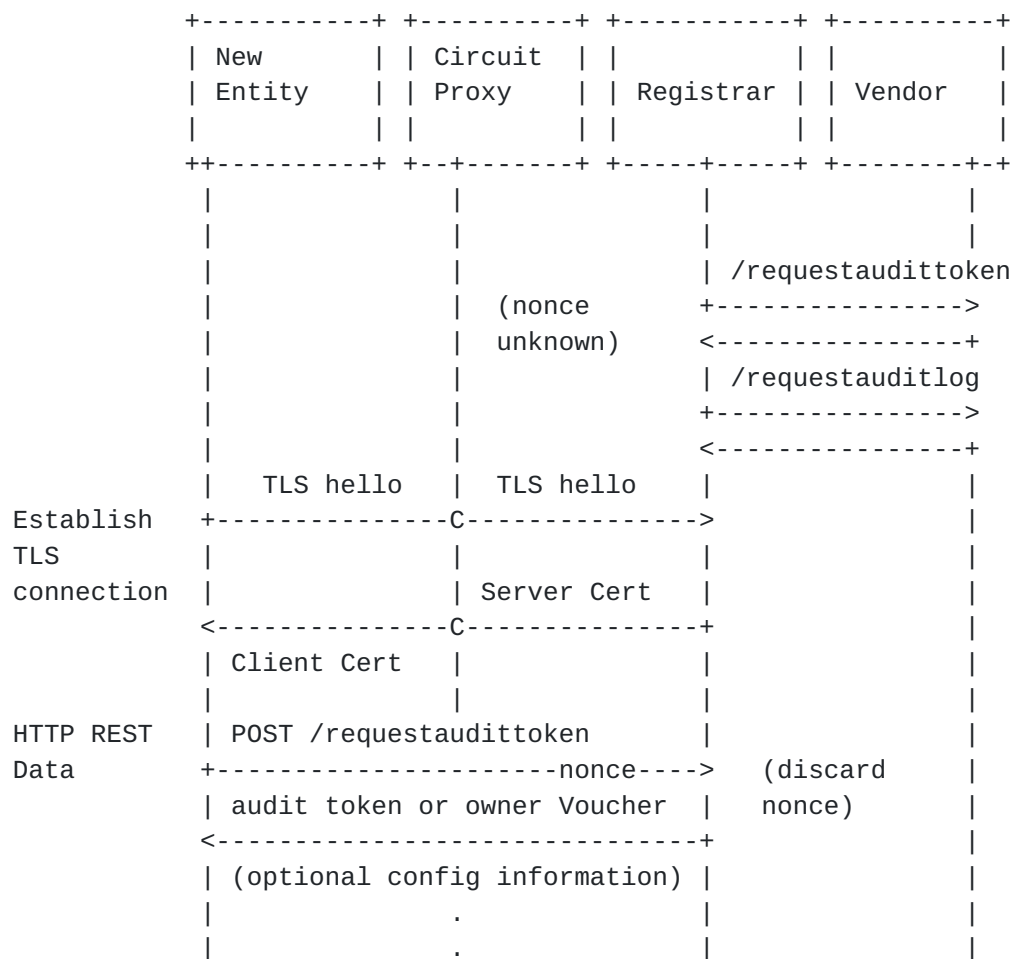 +-----------+ +----------+ +-----------+ +----------+
| New       | | Circuit  | |           | |          |
| Entity    | | Proxy    | | Registrar | | Vendor   |
|           | |          | |           | |          |
++----------+ +--+-------+ +-----+-----+ +--------+-+
 |               |               |                |
 |               |               |                |
 |               |               | /requestaudittoken
 |               |  (nonce       +---------------->
 |               |  unknown)     <----------------+
 |               |               | /requestauditlog
 |               |               +---------------->
 |               |               <----------------+
 |   TLS hello   |  TLS hello    |                |
Establish   +---------------C--------------->                |
TLS         |               |               |                |
connection  |               | Server Cert   |                |
 <---------------C---------------+                |
 | Client Cert   |               |                |
 |               |               |                |
HTTP REST   | POST /requestaudittoken       |                |
Data        +----------------------nonce---->   (discard     |
 | audit token or owner Voucher  |   nonce)       |
 <-------------------------------+                |
 | (optional config information) |                |
 |               .               |                |
 |               .               |                |